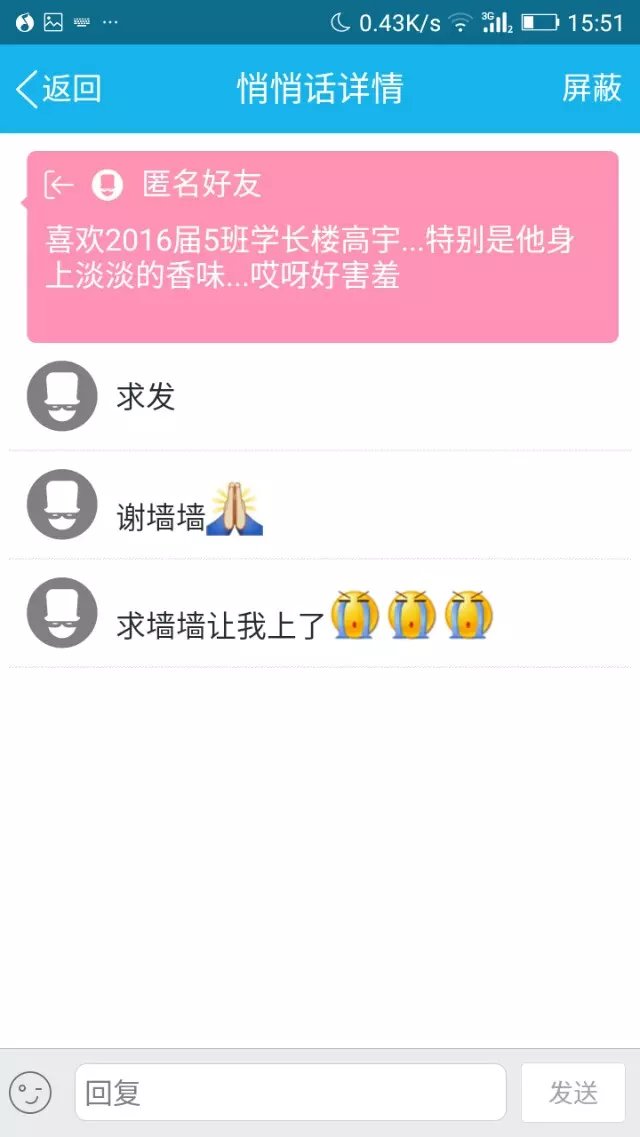 0.43K/s 3G 2 15:51
返回 悄悄话详情 屏蔽
匿名好友
喜欢2016届5班学长楼高宇...特别是他身
上淡淡的香味...哎呀好害羞
求发
谢墙墙🙏
求墙墙让我上了😭😭😭
回复 发送